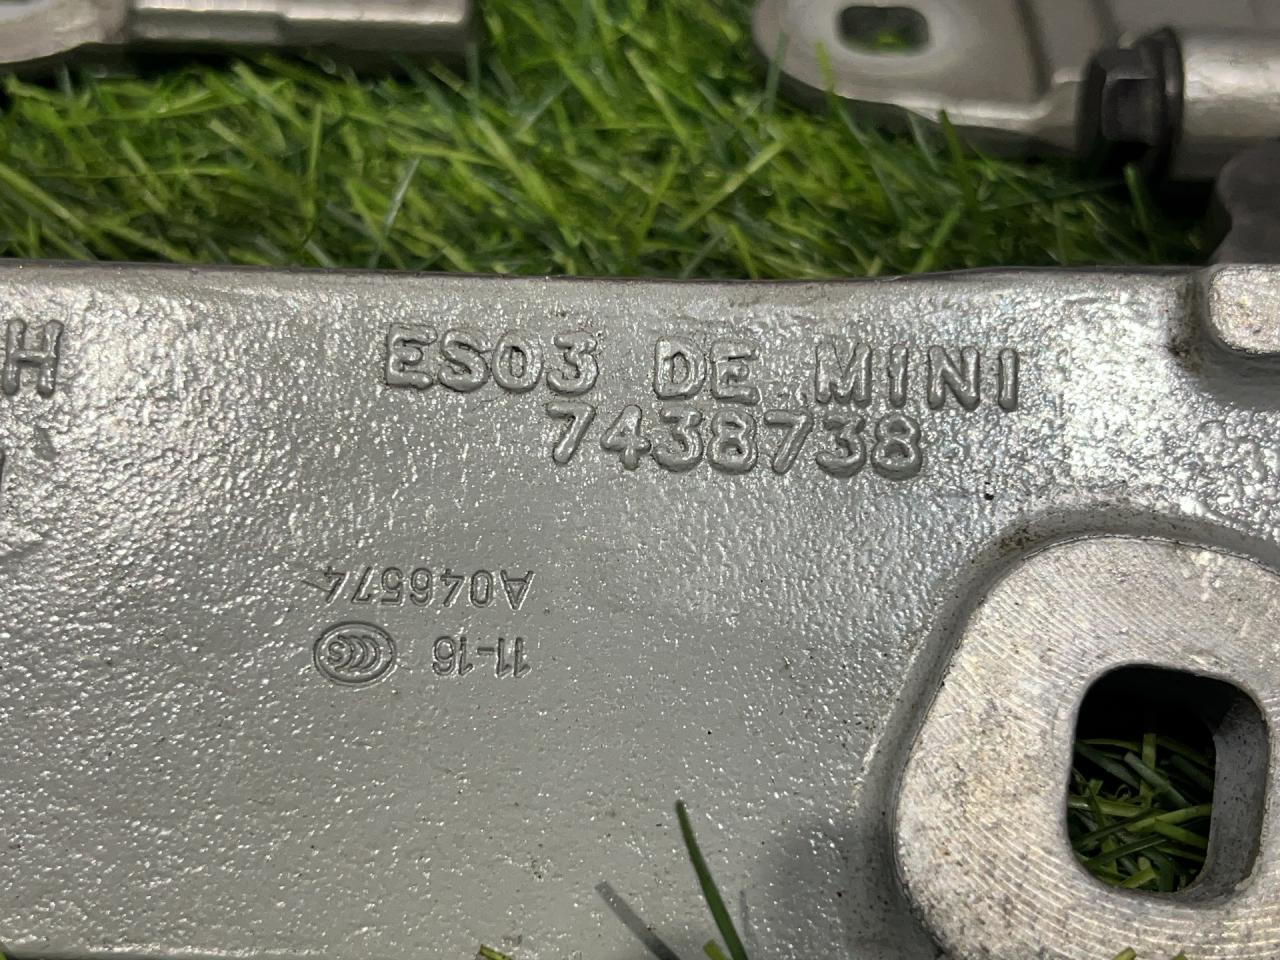 H
ES03 DE MINI
7438738
A046574
11-16